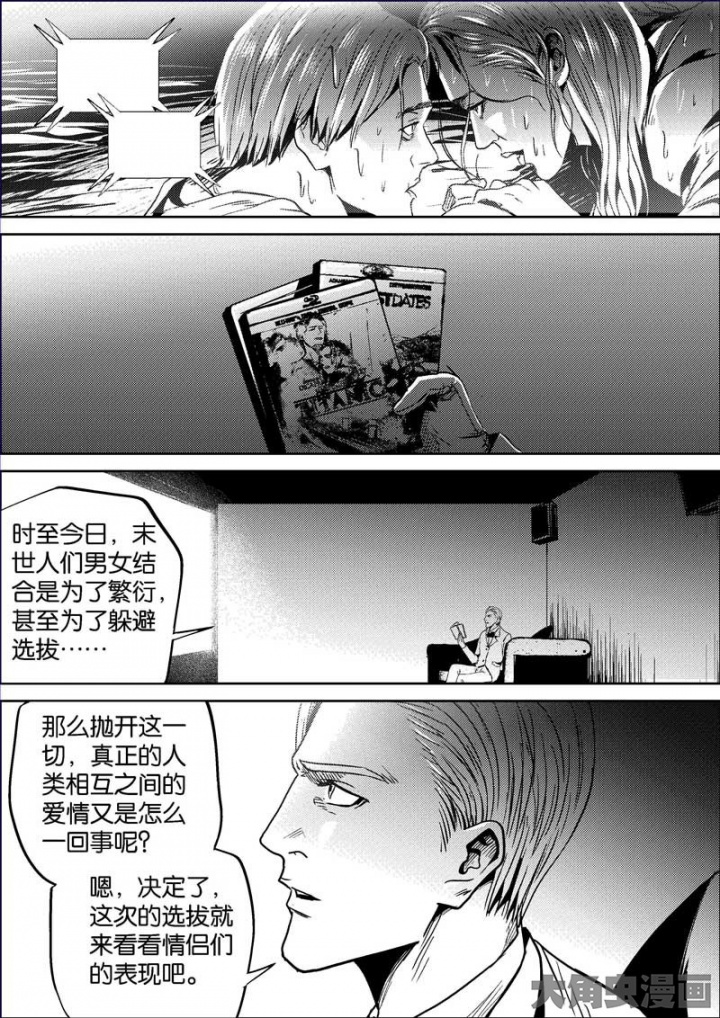 STDATES
TITANIC
时至今日，末
世人们男女结
合是为了繁衍，
甚至为了躲避
选拔……
那么抛开这一
切，真正的人
类相互之间的
爱情又是怎么
一回事呢？
嗯，决定了，
这次的选拔就
来看看情侣们
的表现吧。
大角虫漫画